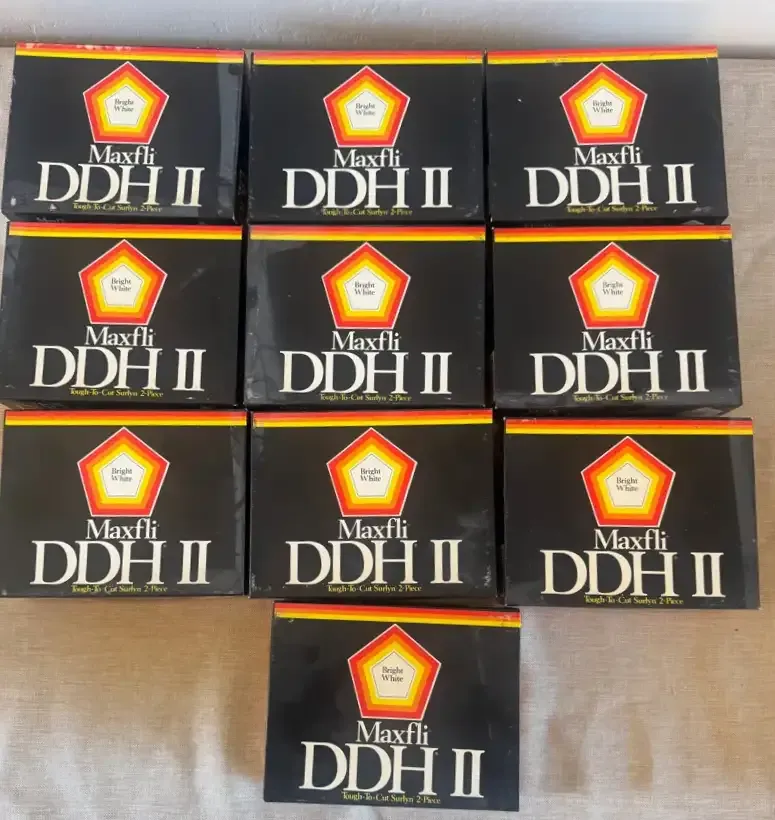 Bright
White
Maxfli
DDH II
Tough-To-Cut Surlyn 2-Piece
Bright
White
Maxfli
DDH II
Tough-To-Cut Surlyn 2-Piece
Bright
White
Maxfli
DDH II
Tough-To-Cut Surlyn 2-Piece
Bright
White
Maxfli
DDH II
Tough-To-Cut Surlyn 2-Piece
Bright
White
Maxfli
DDH II
Tough-To-Cut Surlyn 2-Piece
Bright
White
Maxfli
DDH II
Tough-To-Cut Surlyn 2-Piece
Bright
White
Maxfli
DDH II
Tough-To-Cut Surlyn 2-Piece
Bright
White
Maxfli
DDH II
Tough-To-Cut Surlyn 2-Piece
Bright
White
Maxfli
DDH II
Tough-To-Cut Surlyn 2-Piece
Bright
White
Maxfli
DDH II
Tough-To-Cut Surlyn 2-Piece